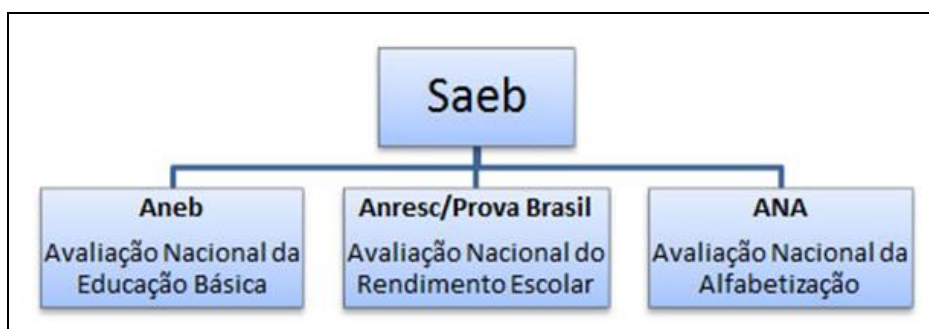 Saeb
Aneb
Avaliação Nacional da
Educação Básica
Anresc/Prova Brasil
Avaliação Nacional do
Rendimento Escolar
ANA
Avaliação Nacional da
Alfabetização